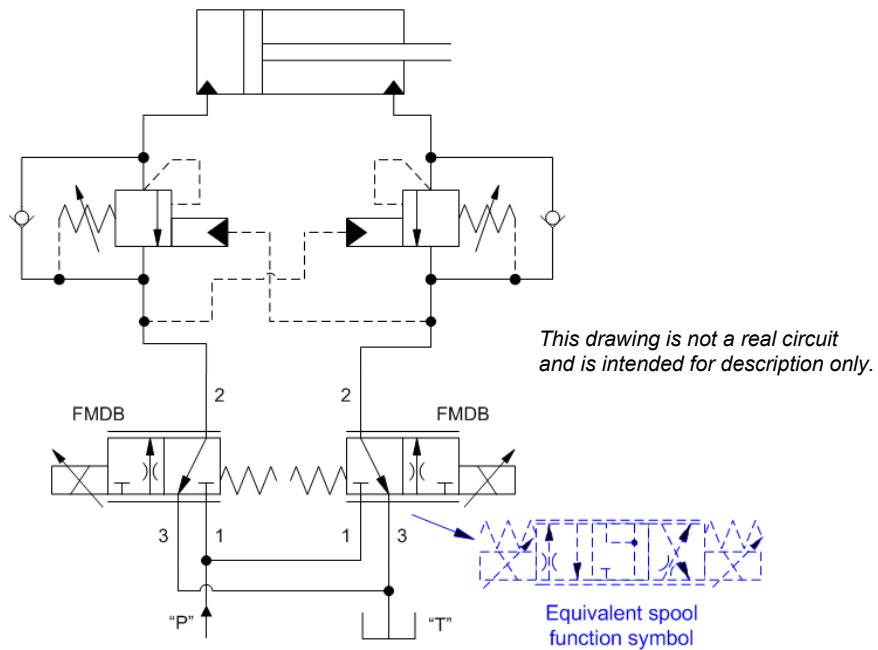 This drawing is not a real circuit
and is intended for description only.
2
2
FMDB
FMDB
3
1
1
3
"P"
"T"
Equivalent spool
function symbol